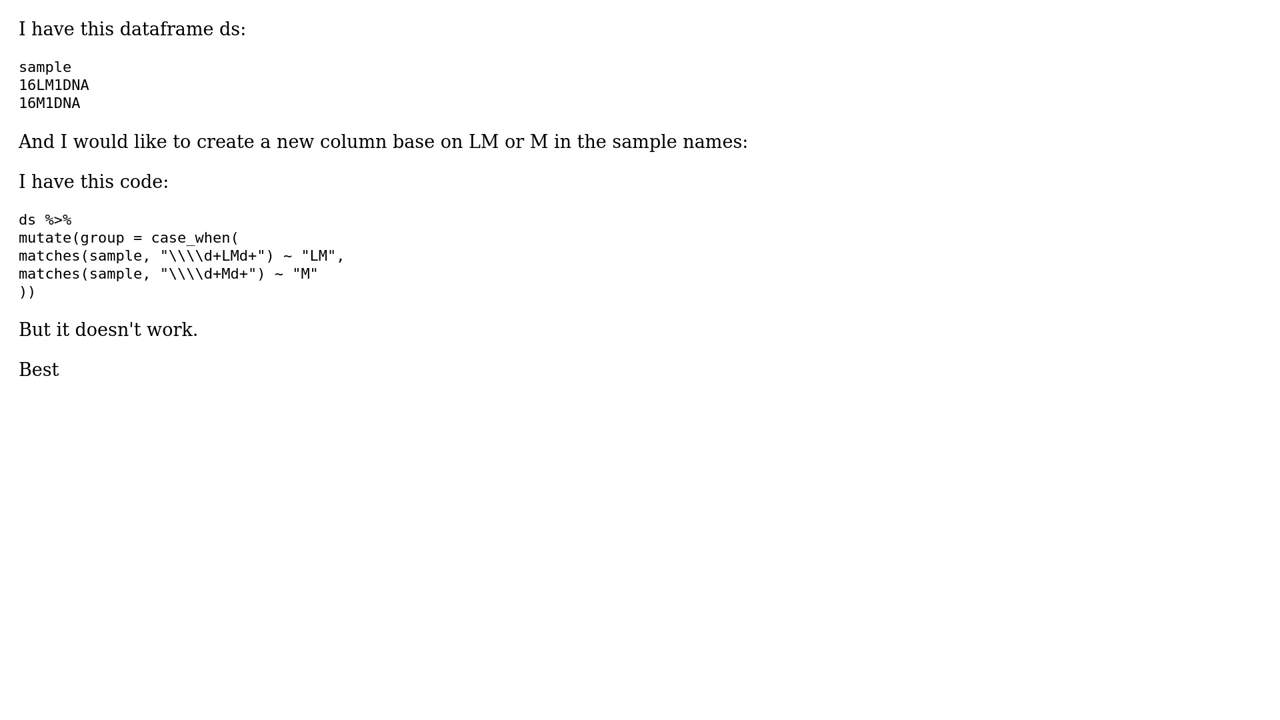 I have this dataframe ds:
sample
16LM1DNA
16M1DNA
And I would like to create a new column base on LM or M in the sample names:
I have this code:
ds %>%
mutate(group = case_when(
matches(sample, "\\\\d+LMd+") ~ "LM",
matches(sample, "\\\\d+Md+") ~ "M"
))
But it doesn't work.
Best